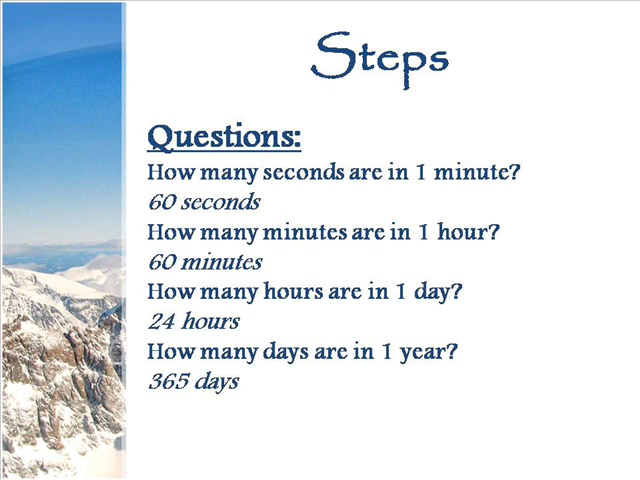 Steps
Questions:
How many seconds are in 1 minute?
60 seconds
How many minutes are in 1 hour?
60 minutes
How many hours are in 1 day?
24 hours
How many days are in 1 year?
365 days